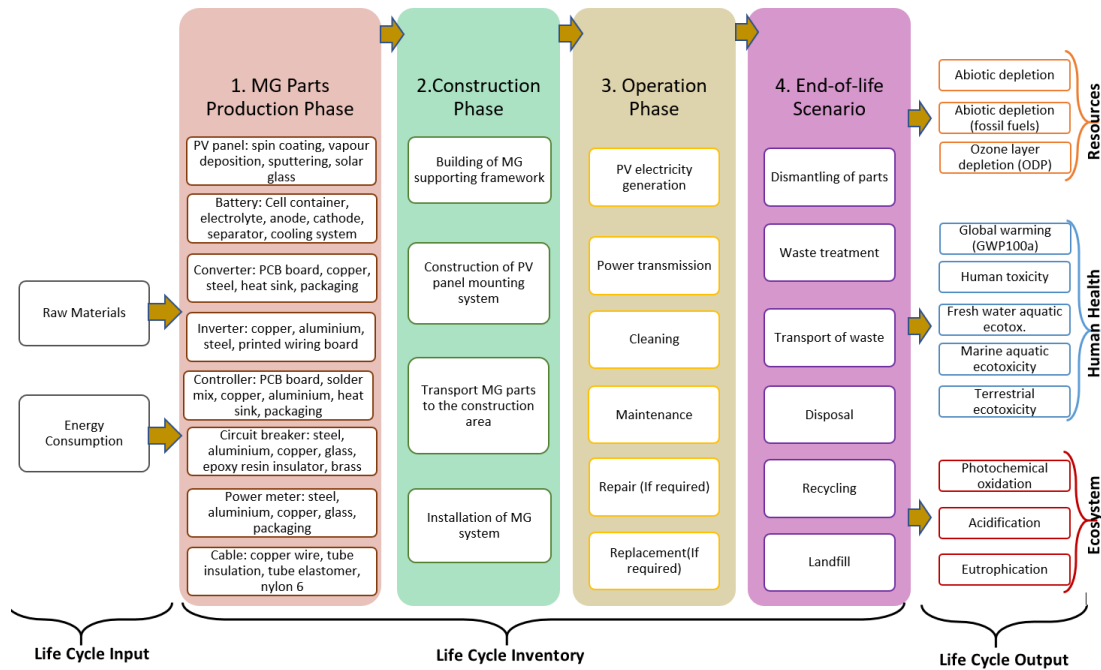 Raw Materials
Energy
Consumption
Life Cycle Input
1. MG Parts
Production Phase
PV panel: spin coating, vapour
deposition, sputtering, solar
glass
Battery: Cell container,
electrolyte, anode, cathode,
separator, cooling system
Converter: PCB board, copper,
steel, heat sink, packaging
Inverter: copper, aluminium,
steel, printed wiring board
Controller: PCB board, solder
mix, copper, aluminium, heat
sink, packaging
Circuit breaker: steel,
aluminium, copper, glass,
epoxy resin insulator, brass
Power meter: steel,
aluminium, copper, glass,
packaging
Cable: copper wire, tube
insulation, tube elastomer,
nylon 6
2.Construction
Phase
Building of MG
supporting framework
Construction of PV
panel mounting
system
Transport MG parts
to the construction
area
Installation of MG
system
3. Operation
Phase
PV electricity
generation
Power transmission
Cleaning
Maintenance
Repair (If required)
Replacement(If
required)
4. End-of-life
Scenario
Dismantling of parts
Waste treatment
Transport of waste
Disposal
Recycling
Landfill
Life Cycle Inventory
Abiotic depletion
Abiotic depletion
(fossil fuels)
Ozone layer
depletion (ODP)
Resources
Global warming
(GWP100a)
Human toxicity
Fresh water aquatic
ecotox.
Marine aquatic
ecotoxicity
Terrestrial
ecotoxicity
Human Health
Photochemical
oxidation
Acidification
Eutrophication
Ecosystem
Life Cycle Output